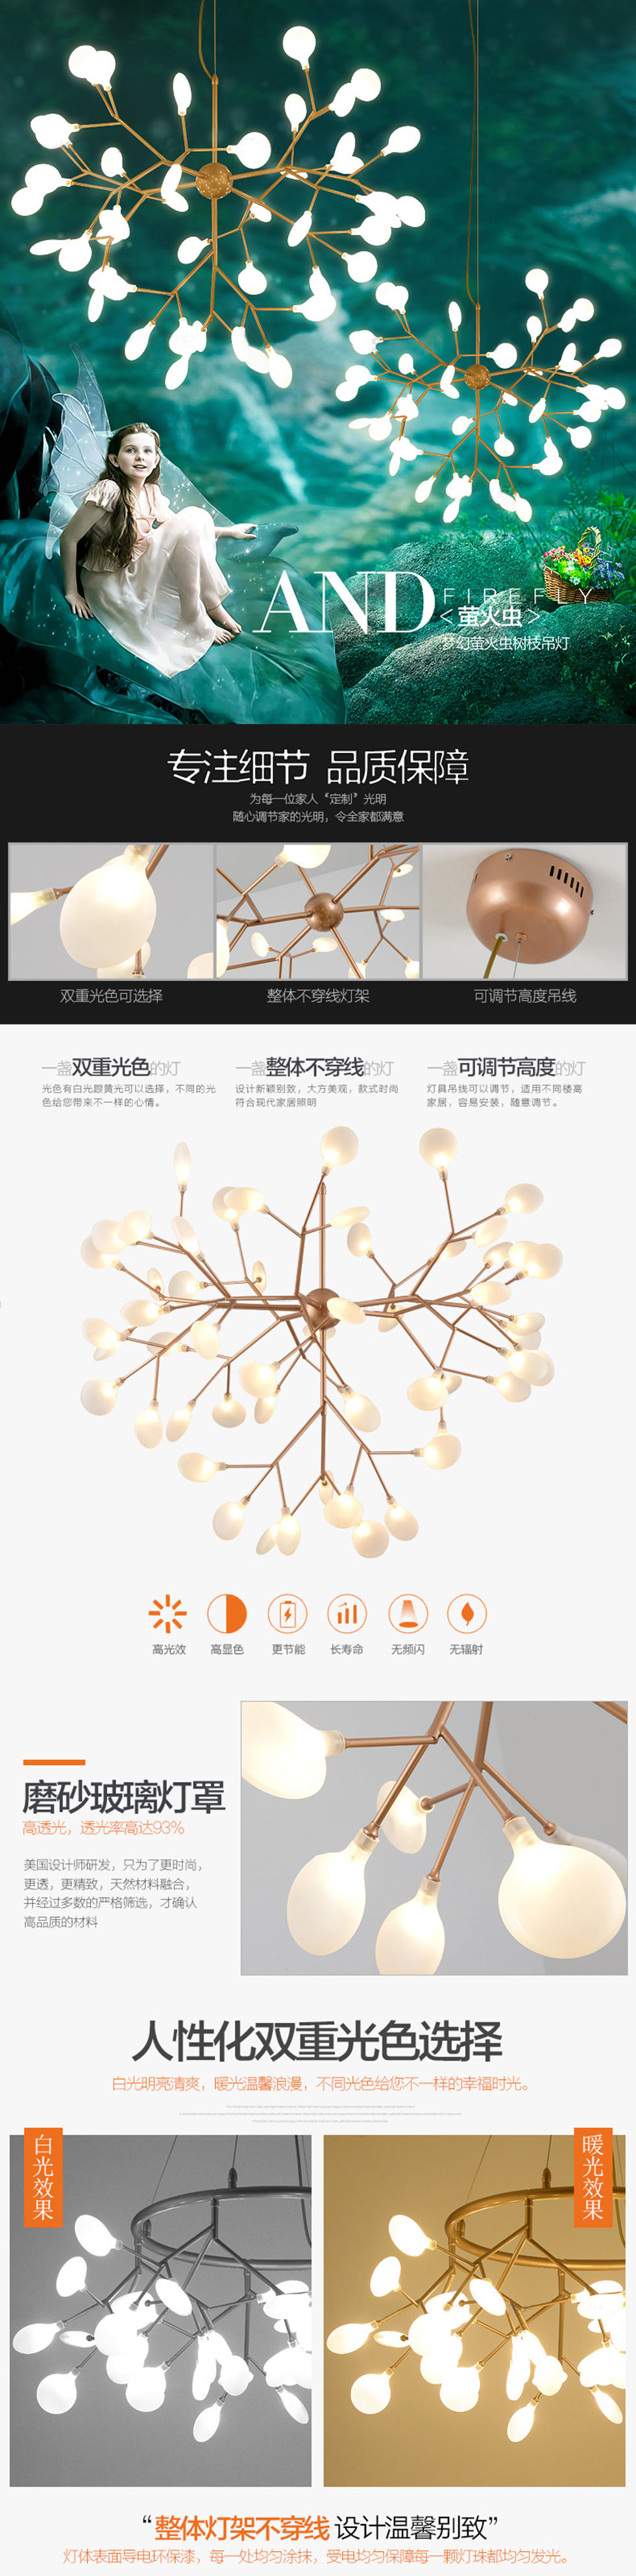 AND
FIREFLY
<萤火虫>
梦幻萤火虫树枝吊灯
专注细节 品质保障
为每一位家人“定制”光明
随心调节家的光明，令全家都满意
双重光色可选择
整体不穿线灯架
可调节高度吊线
一盏双重光色的灯
光色有白光跟黄光可以选择，不同的光
色给您带来不一样的心情。
一盏整体不穿线的灯
设计新颖别致，大方美观，款式时尚
符合现代家居照明
一盏可调节高度的灯
灯具吊线可以调节，适用不同楼高
家居，容易安装，随意调节。
高光效
高显色
更节能
长寿命
无频闪
无辐射
磨砂玻璃灯罩
高透光，透光率高达93%
美国设计师研发，只为了更时尚，
更透，更精致，天然材料融合，
并经过多数的严格筛选，才确认
高品质的材料
人性化双重光色选择
白光明亮清爽，暖光温馨浪漫，不同光色给您不一样的幸福时光。
白光效果
暖光效果
“整体灯架不穿线 设计温馨别致”
灯体表面导电环保漆，每一处均匀涂抹，受电均匀保障每一颗灯珠都均匀发光。